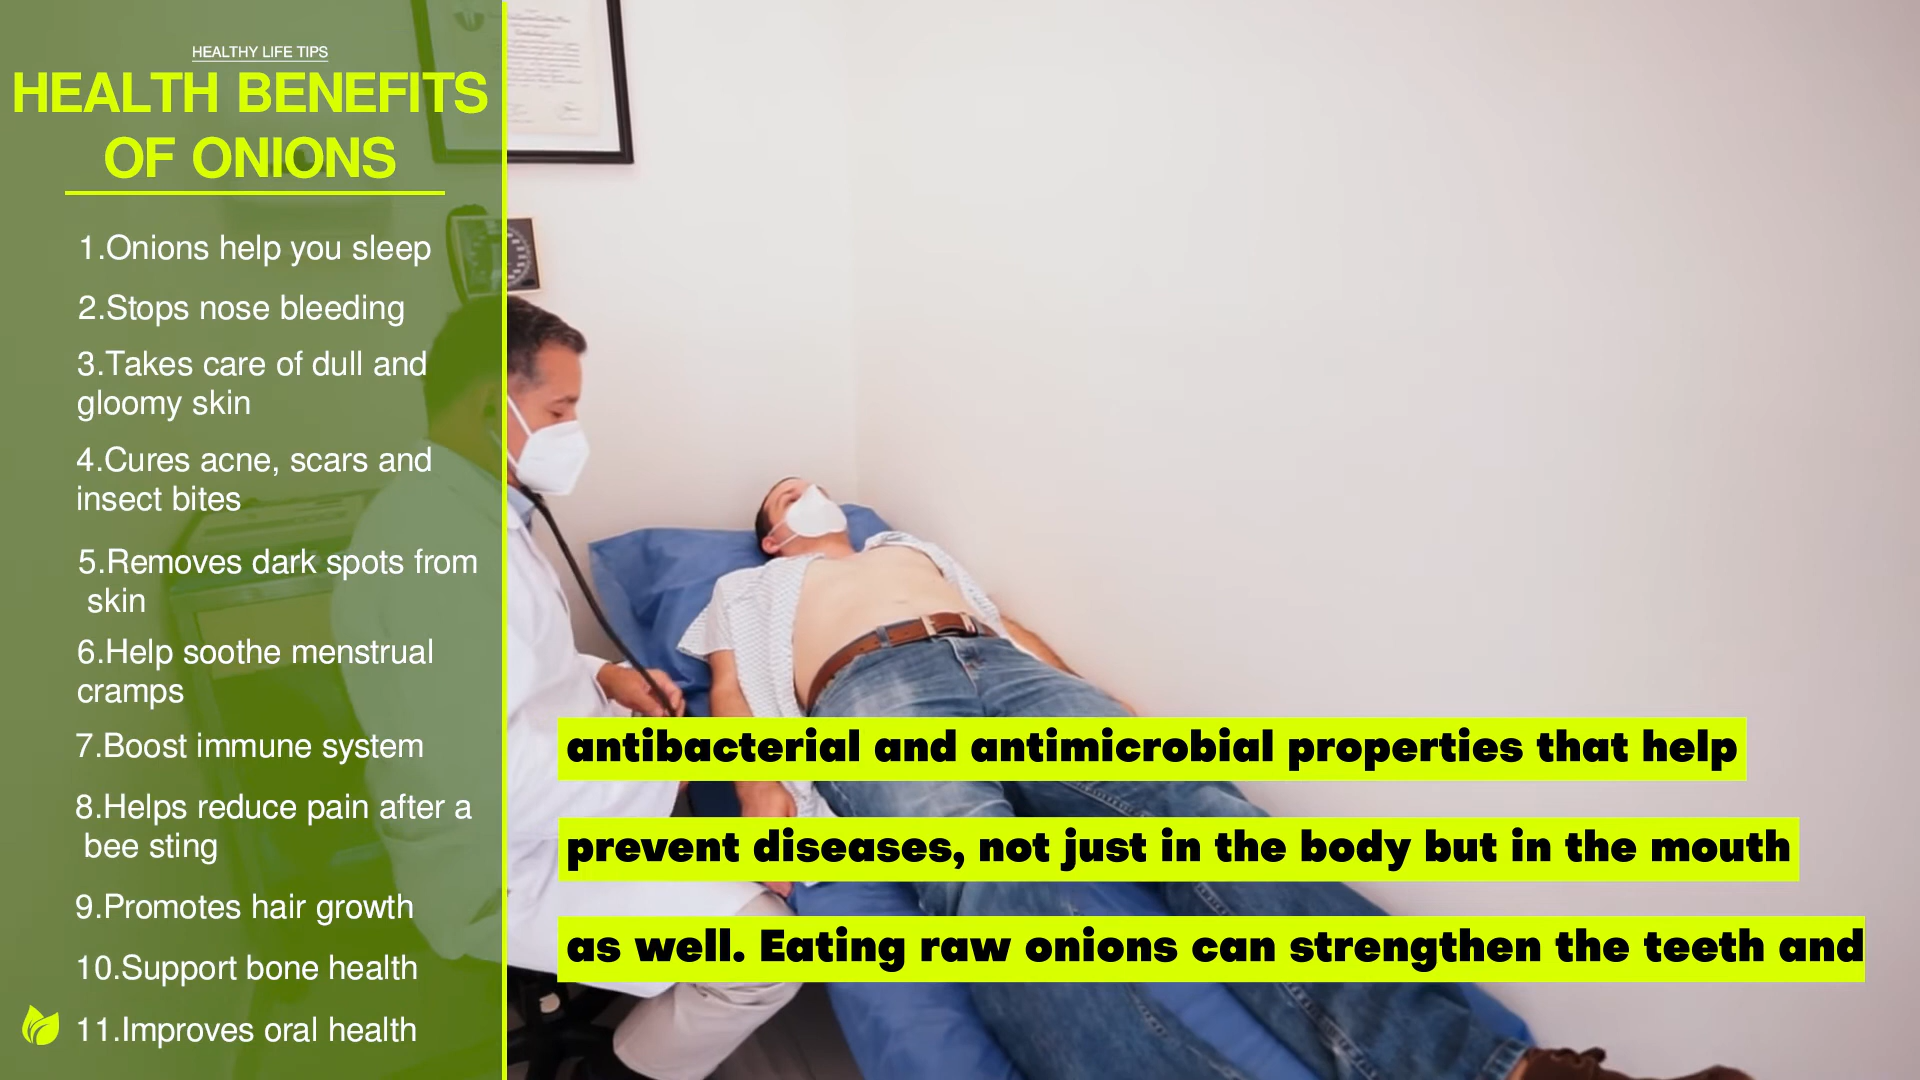 HEALTHY LIFE TIPS
HEALTH BENEFITS
OF ONIONS
1.Onions help you sleep
2.Stops nose bleeding
3.Takes care of dull and
gloomy skin
4.Cures acne, scars and
insect bites
5.Removes dark spots from
skin
6.Help soothe menstrual
cramps
7.Boost immune system
8.Helps reduce pain after a
bee sting
9.Promotes hair growth
10.Support bone health
11.Improves oral health
antibacterial and antimicrobial properties that help
prevent diseases, not just in the body but in the mouth
as well. Eating raw onions can strengthen the teeth and